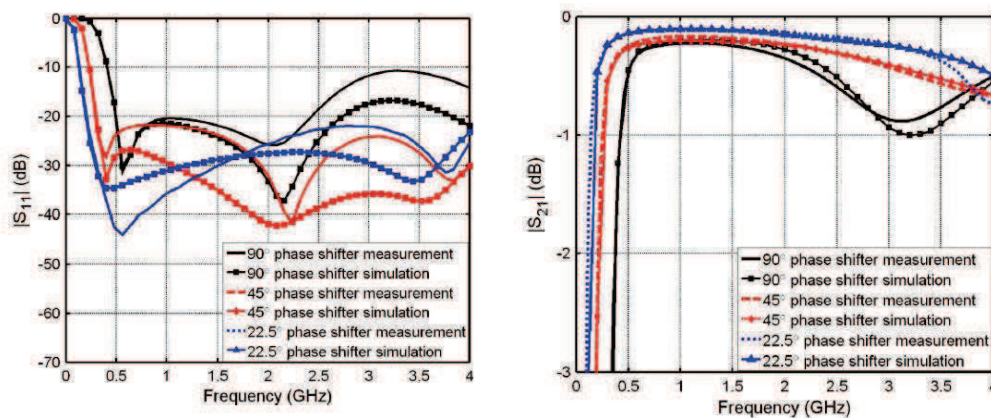 0
-10
-20
-30
-40
-50
-60
-70
|S11| (dB)
90° phase shifter measurement
90° phase shifter simulation
45° phase shifter measurement
45° phase shifter simulation
22.5° phase shifter measurement
22.5° phase shifter simulation
0 0.5 1 1.5 2 2.5 3 3.5 4
Frequency (GHz)
0
-1
-2
-3
|S21| (dB)
90° phase shifter measurement
90° phase shifter simulation
45° phase shifter measurement
45° phase shifter simulation
22.5° phase shifter measurement
22.5° phase shifter simulation
0 0.5 1 1.5 2 2.5 3 3.5 4
Frequency (GHz)